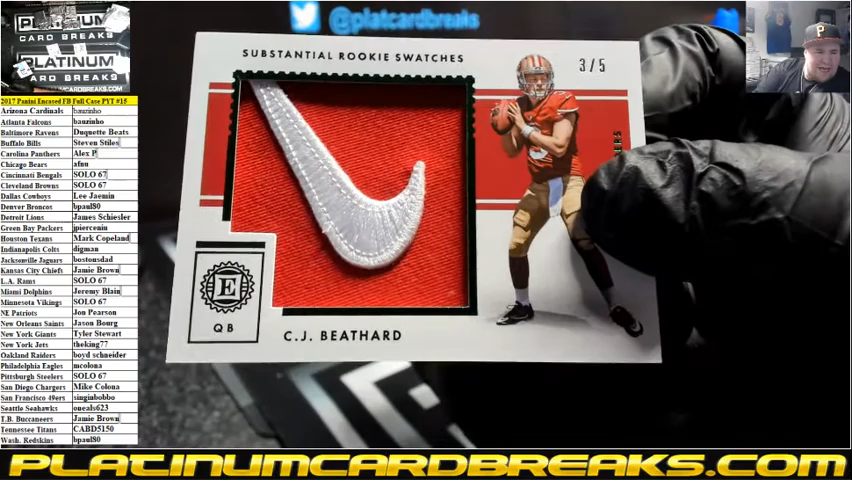 PLATINUM
CARD BREAKS
PLATINUM
CARD BREAKS
@platcardbreaks
2017 Panini Encased FB Full Case PYT #15
Arizona Cardinals bauzinho
Atlanta Falcons bauzinho
Baltimore Ravens Duquette Beats
Buffalo Bills Steven Stiles
Carolina Panthers Alex P
Chicago Bears afnu
Cincinnati Bengals SOLO 67
Cleveland Browns SOLO 67
Dallas Cowboys Lee Jaemin
Denver Broncos bpaul80
Detroit Lions James Schiesler
Green Bay Packers jpierceniu
Houston Texans Mark Copeland
Indianapolis Colts digman
Jacksonville Jaguars bostonsdad
Kansas City Chiefs Jamie Brown
L.A. Rams SOLO 67
Miami Dolphins Jeremy Blain
Minnesota Vikings SOLO 67
NE Patriots Jon Pearson
New Orleans Saints Jason Bourg
New York Giants Tyler Stewart
New York Jets theking77
Oakland Raiders boyd schneider
Philadelphia Eagles mcolona
Pittsburgh Steelers SOLO 67
San Diego Chargers Mike Colona
San Francisco 49ers singinbobbo
Seattle Seahawks oneals623
T.B. Buccaneers Jamie Brown
Tennessee Titans CABD5150
Wash. Redskins bpaul80
SUBSTANTIAL ROOKIE SWATCHES
3/5
E
QB
C.J. BEATHARD
P
PLATINUMCARDBREAKS.COM